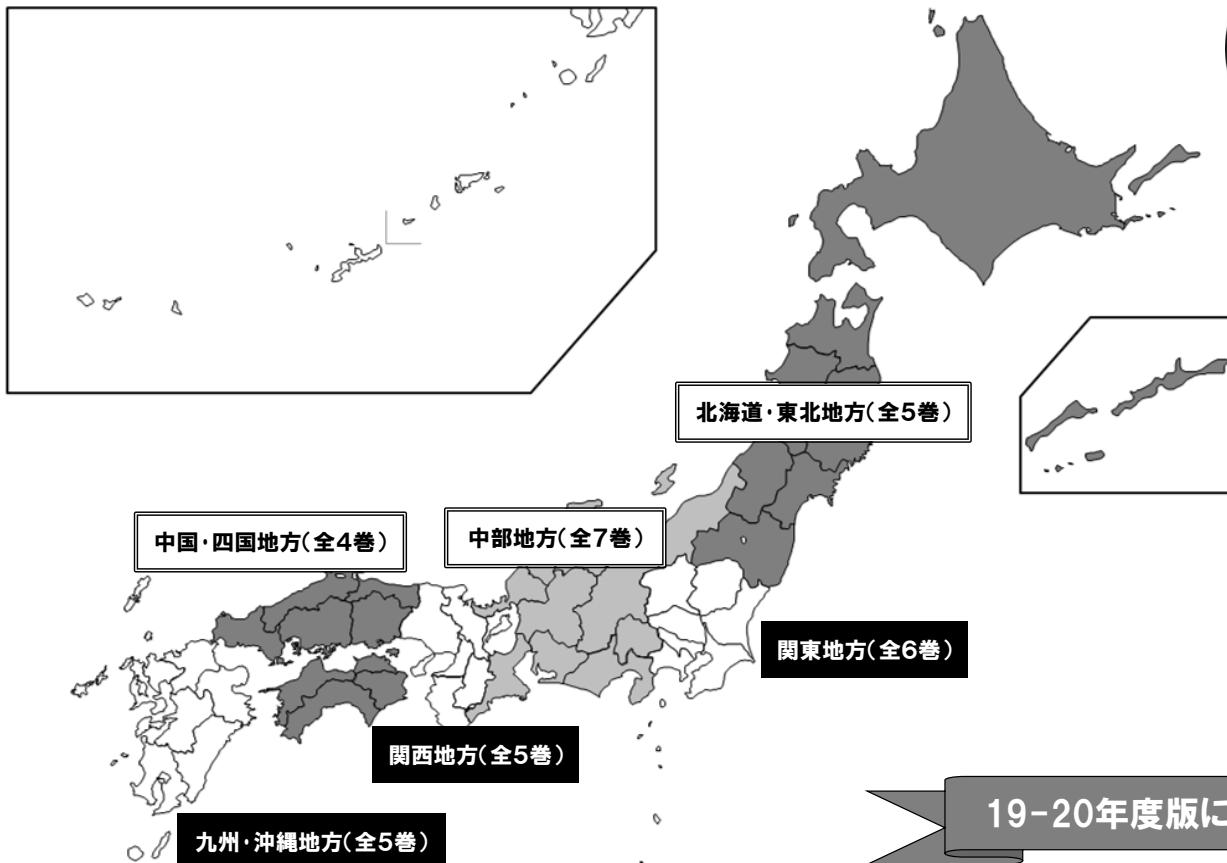 北海道・東北地方(全5巻)
中国・四国地方(全4巻)
中部地方(全7巻)
関東地方(全6巻)
関西地方(全5巻)
19-20年度版に
九州・沖縄地方(全5巻)